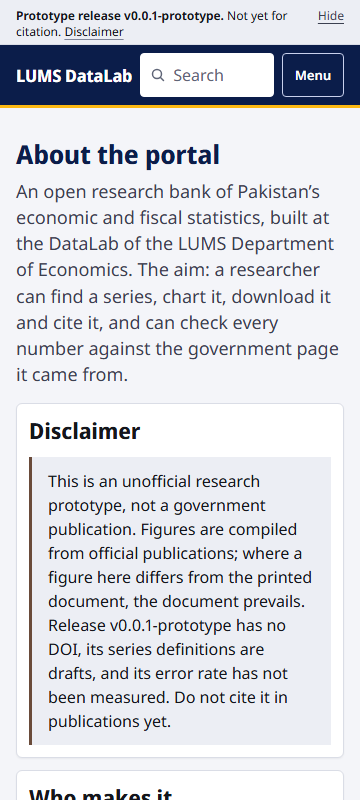 Prototype release v0.0.1-prototype. Not yet for
citation. Disclaimer
Hide
LUMS DataLab
Search
Menu
About the portal
An open research bank of Pakistan’s
economic and fiscal statistics, built at
the DataLab of the LUMS Department
of Economics. The aim: a researcher
can find a series, chart it, download it
and cite it, and can check every
number against the government page
it came from.
Disclaimer
This is an unofficial research
prototype, not a government
publication. Figures are compiled
from official publications; where a
figure here differs from the printed
document, the document prevails.
Release v0.0.1-prototype has no
DOI, its series definitions are
drafts, and its error rate has not
been measured. Do not cite it in
publications yet.
Who makes it